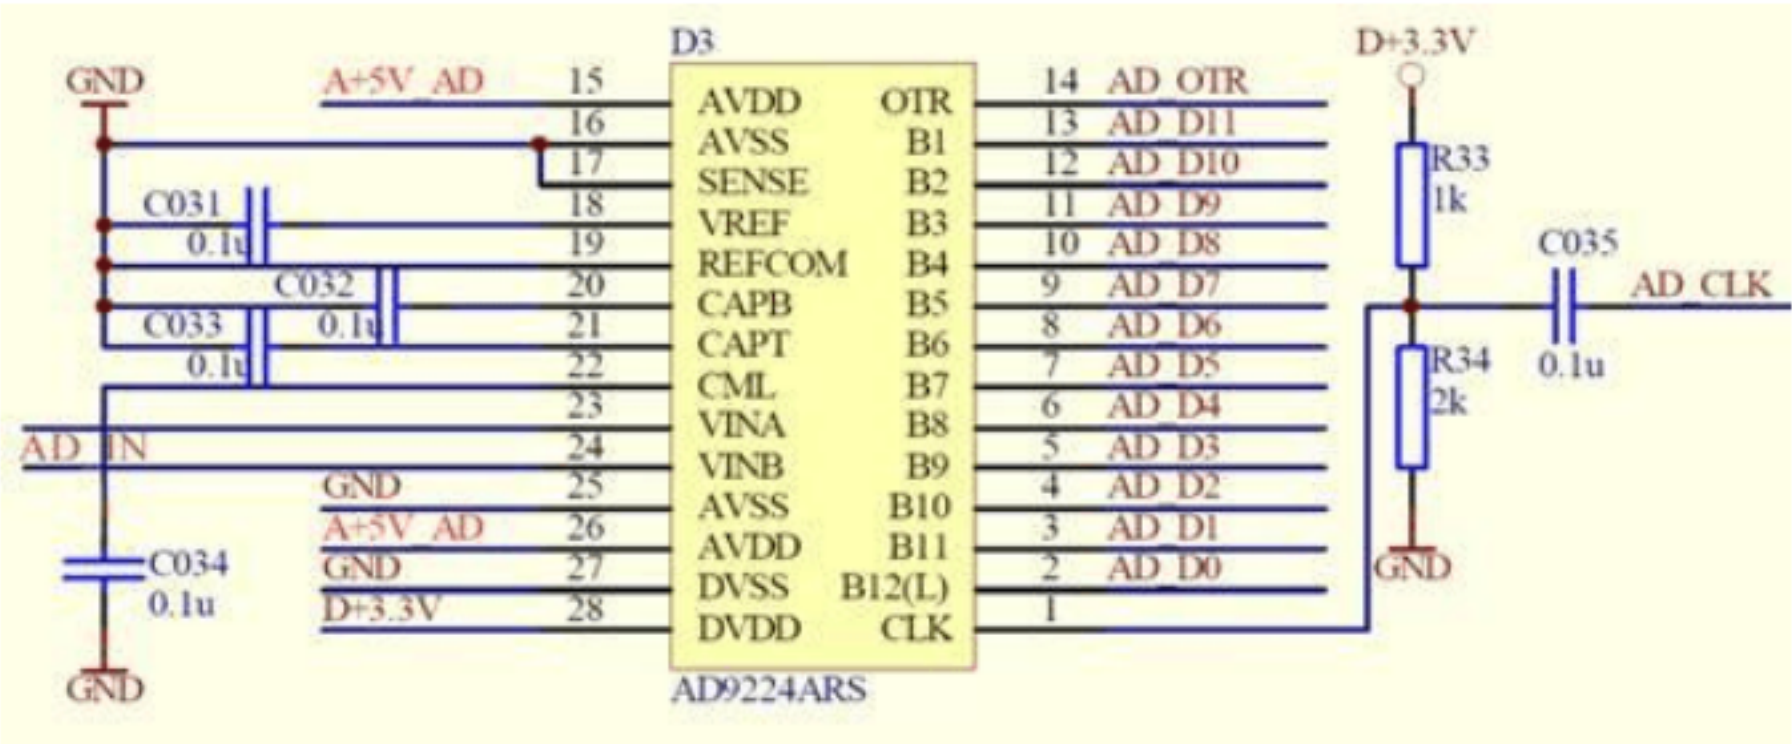 D3
D+3.3V
GND
A+5V_AD 15 AVDD OTR 14 AD_OTR
16 AVSS B1 13 AD_D11
17 SENSE B2 12 AD_D10
R33
1k
C031
0.1u
18 VREF B3 11 AD_D9
19 REFCOM B4 10 AD_D8
C035
0.1u
AD_CLK
C032
0.1u
20 CAPB B5 9 AD_D7
C033
0.1u
21 CAPT B6 8 AD_D6
22 CML B7 7 AD_D5
R34
2k
23 VINA B8 6 AD_D4
AD_IN
24 VINB B9 5 AD_D3
GND 25 AVSS B10 4 AD_D2
A+5V_AD 26 AVDD B11 3 AD_D1
GND 27 DVSS B12(L) 2 AD_D0
GND
D+3.3V 28 DVDD CLK 1
C034
0.1u
GND
AD9224ARS